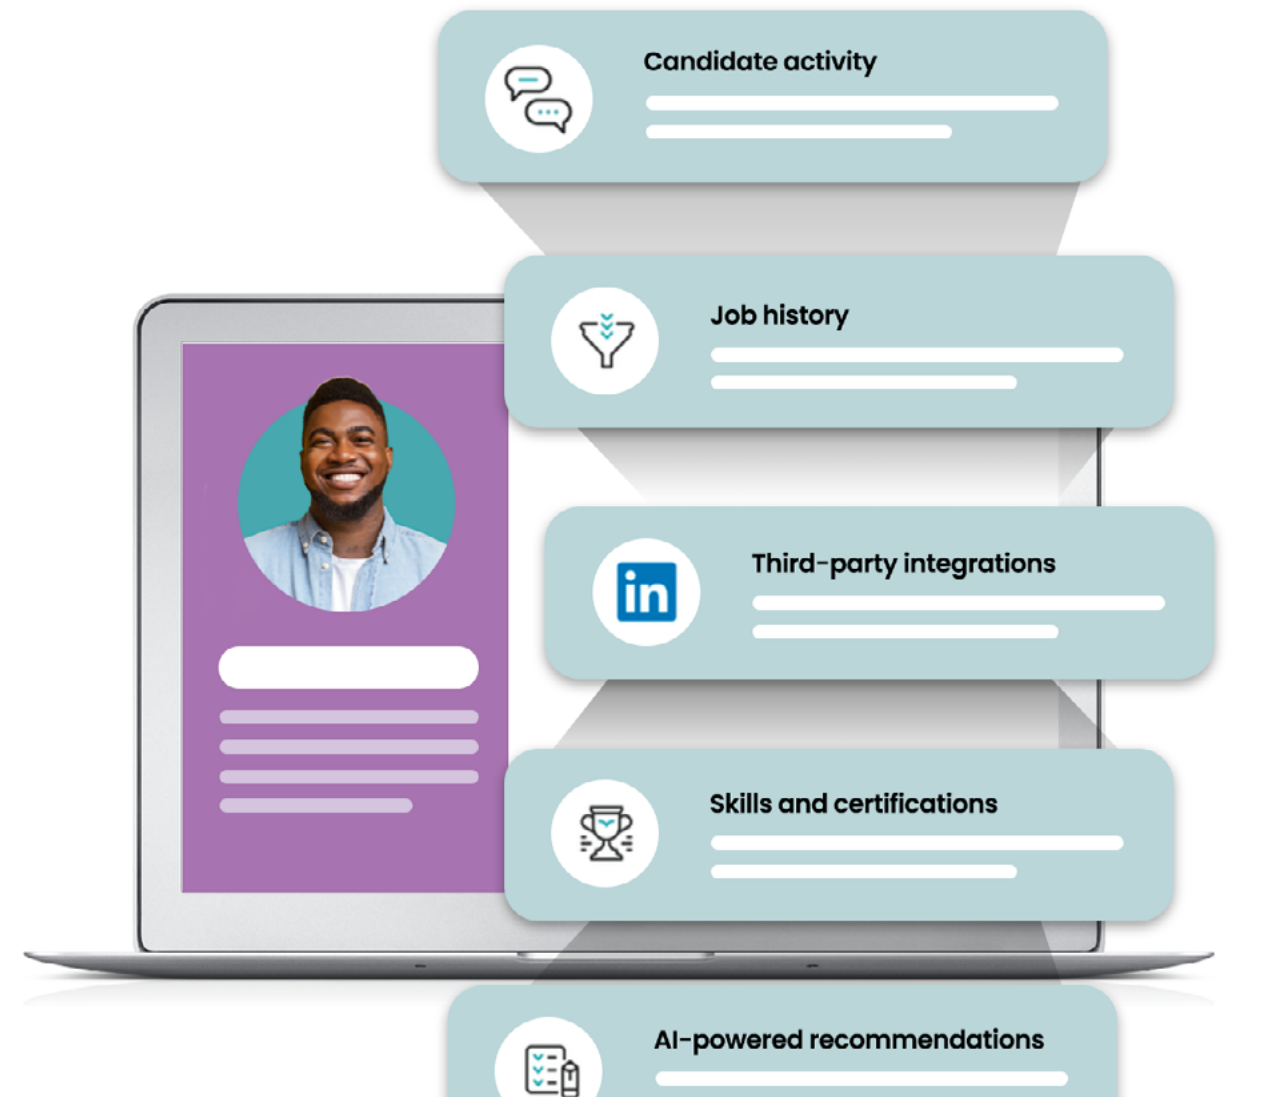 Candidate activity
Job history
in
Third-party integrations
Skills and certifications
AI-powered recommendations